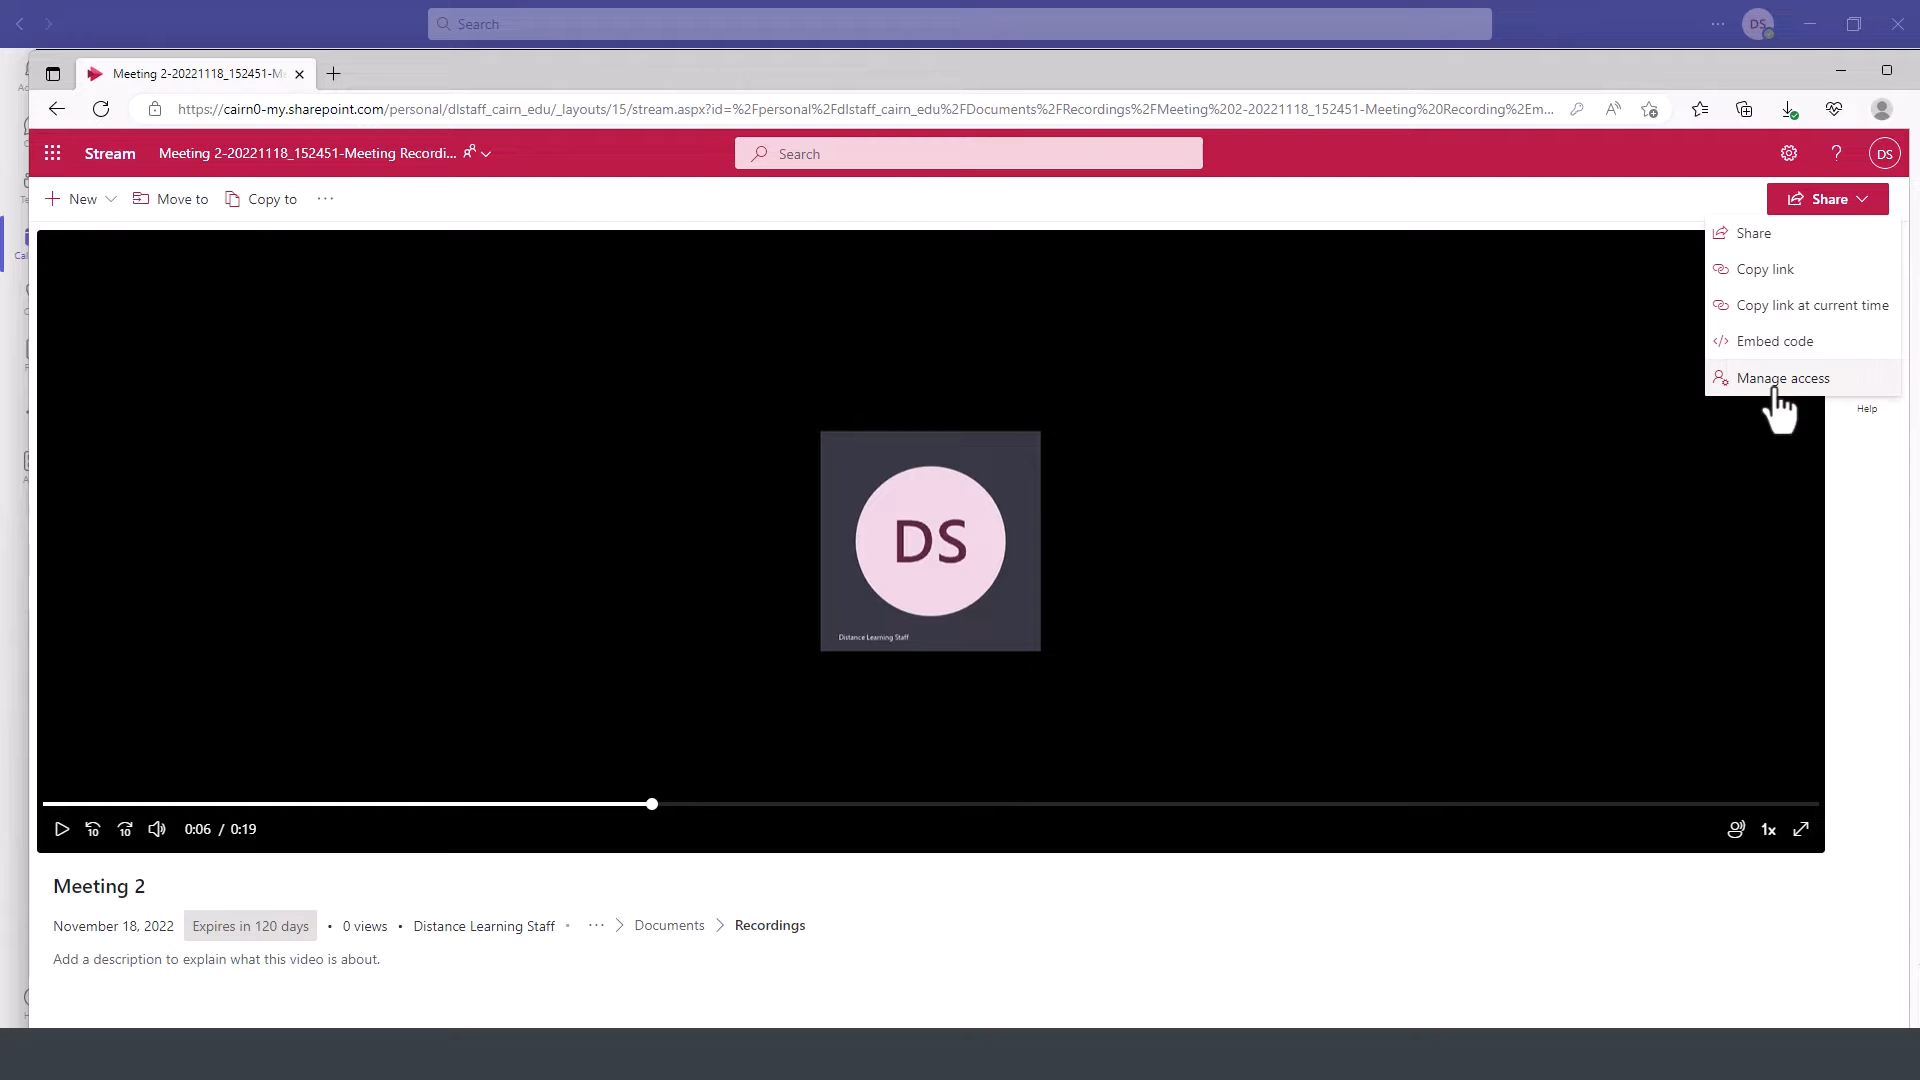 Search
DS
Meeting 2-20221118_152451-M
https://cairn0-my.sharepoint.com/personal/dlstaff_cairn_edu/_layouts/15/stream.aspx?id=%2Fpersonal%2Fdlstaff_cairn_edu%2FDocuments%2FRecordings%2FMeeting%202-20221118_152451-Meeting%20Recording%2Em...
Stream
Meeting 2-20221118_152451-Meeting Recordi...
Search
?
DS
New
Move to
Copy to
...
Share
Share
Copy link
Copy link at current time
Embed code
Manage access
Help
DS
Distance Learning Staff
10
10
0:06 / 0:19
1x
Meeting 2
November 18, 2022 Expires in 120 days • 0 views • Distance Learning Staff • ... > Documents > Recordings
Add a description to explain what this video is about.